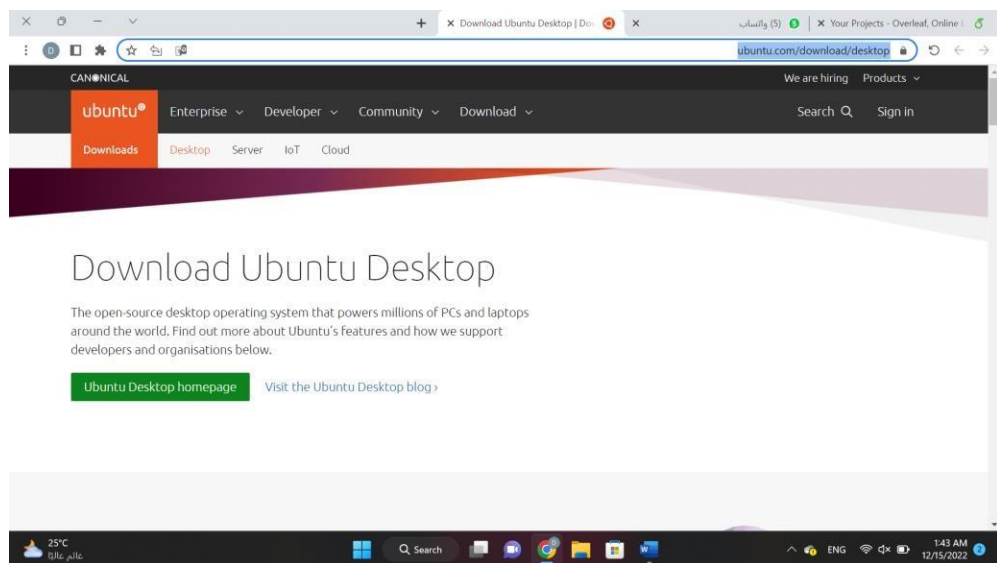 Download Ubuntu Desktop | Do
(5) واتساب
Your Projects - Overleaf, Online
D
ubuntu.com/download/desktop
CANONICAL
We are hiring Products
ubuntu® Enterprise Developer Community Download Search Sign in
Downloads Desktop Server IoT Cloud
Download Ubuntu Desktop
The open-source desktop operating system that powers millions of PCs and laptops
around the world. Find out more about Ubuntu's features and how we support
developers and organisations below.
Ubuntu Desktop homepage Visit the Ubuntu Desktop blog ›
25°C
غائم غالبًا
Search
W
ENG
1:43 AM
12/15/2022
2